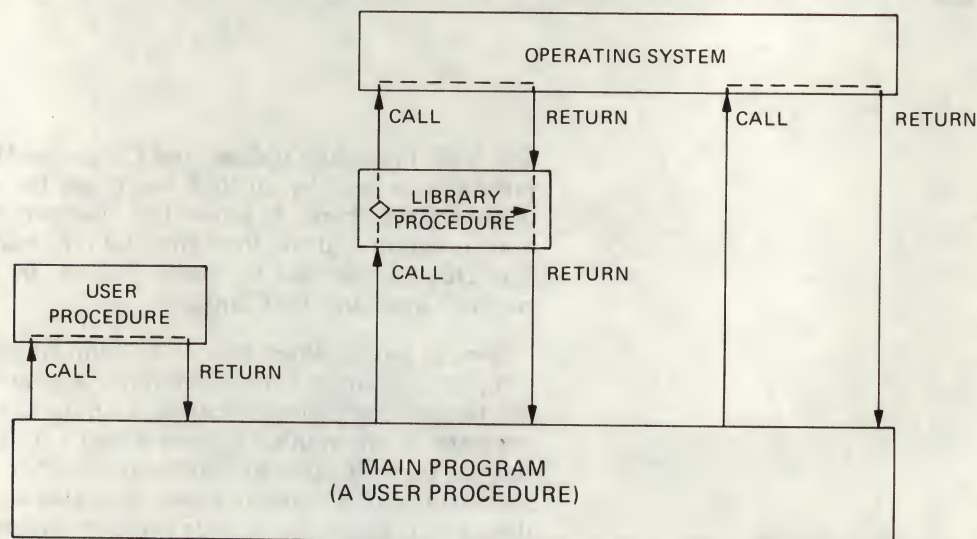 OPERATING SYSTEM
CALL
RETURN
CALL
RETURN
LIBRARY
PROCEDURE
CALL
RETURN
USER
PROCEDURE
CALL
RETURN
MAIN PROGRAM
(A USER PROCEDURE)